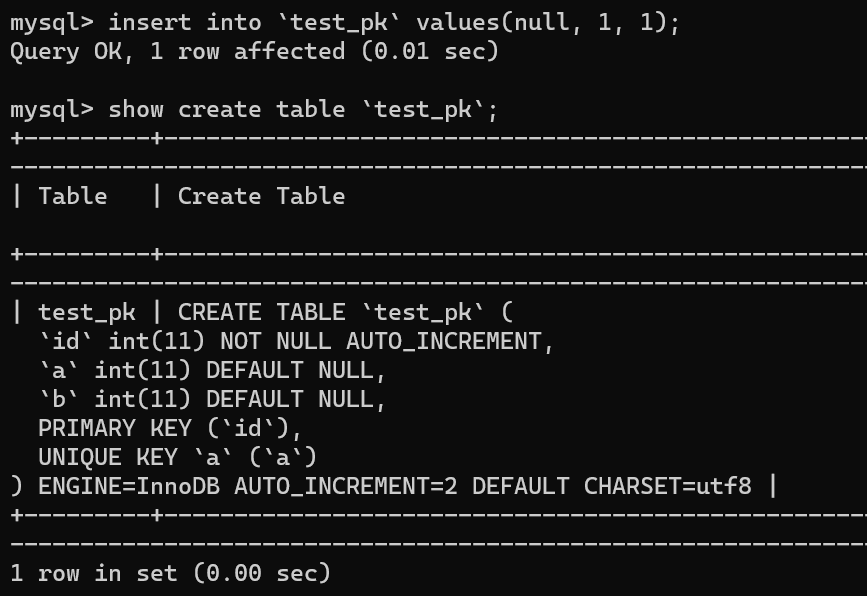 mysql> insert into `test_pk` values(null, 1, 1);
Query OK, 1 row affected (0.01 sec)
mysql> show create table `test_pk`;
+---------+--------------------------------------------------
-------------------------------------------------------------
| Table   | Create Table
+---------+--------------------------------------------------
-------------------------------------------------------------
| test_pk | CREATE TABLE `test_pk` (
  `id` int(11) NOT NULL AUTO_INCREMENT,
  `a` int(11) DEFAULT NULL,
  `b` int(11) DEFAULT NULL,
  PRIMARY KEY (`id`),
  UNIQUE KEY `a` (`a`)
) ENGINE=InnoDB AUTO_INCREMENT=2 DEFAULT CHARSET=utf8 |
+---------+--------------------------------------------------
-------------------------------------------------------------
1 row in set (0.00 sec)